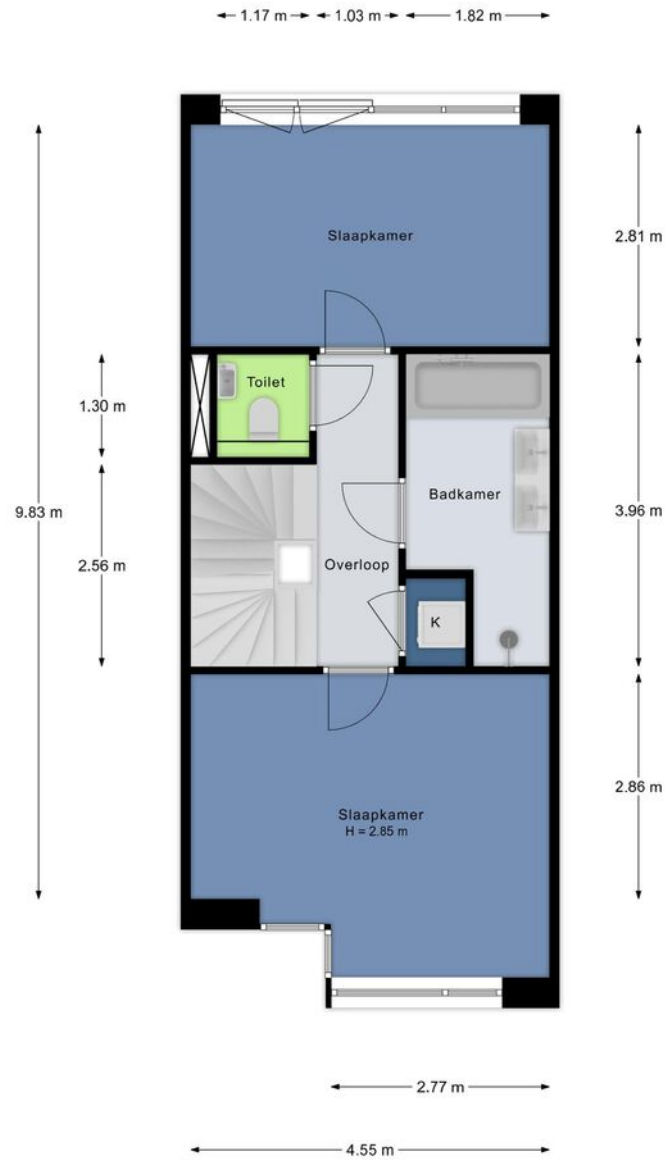 1.17 m
1.03 m
1.82 m
Slaapkamer
2.81 m
Toilet
1.30 m
9.83 m
Badkamer
3.96 m
2.56 m
Overloop
K
Slaapkamer
H = 2.85 m
2.86 m
2.77 m
4.55 m